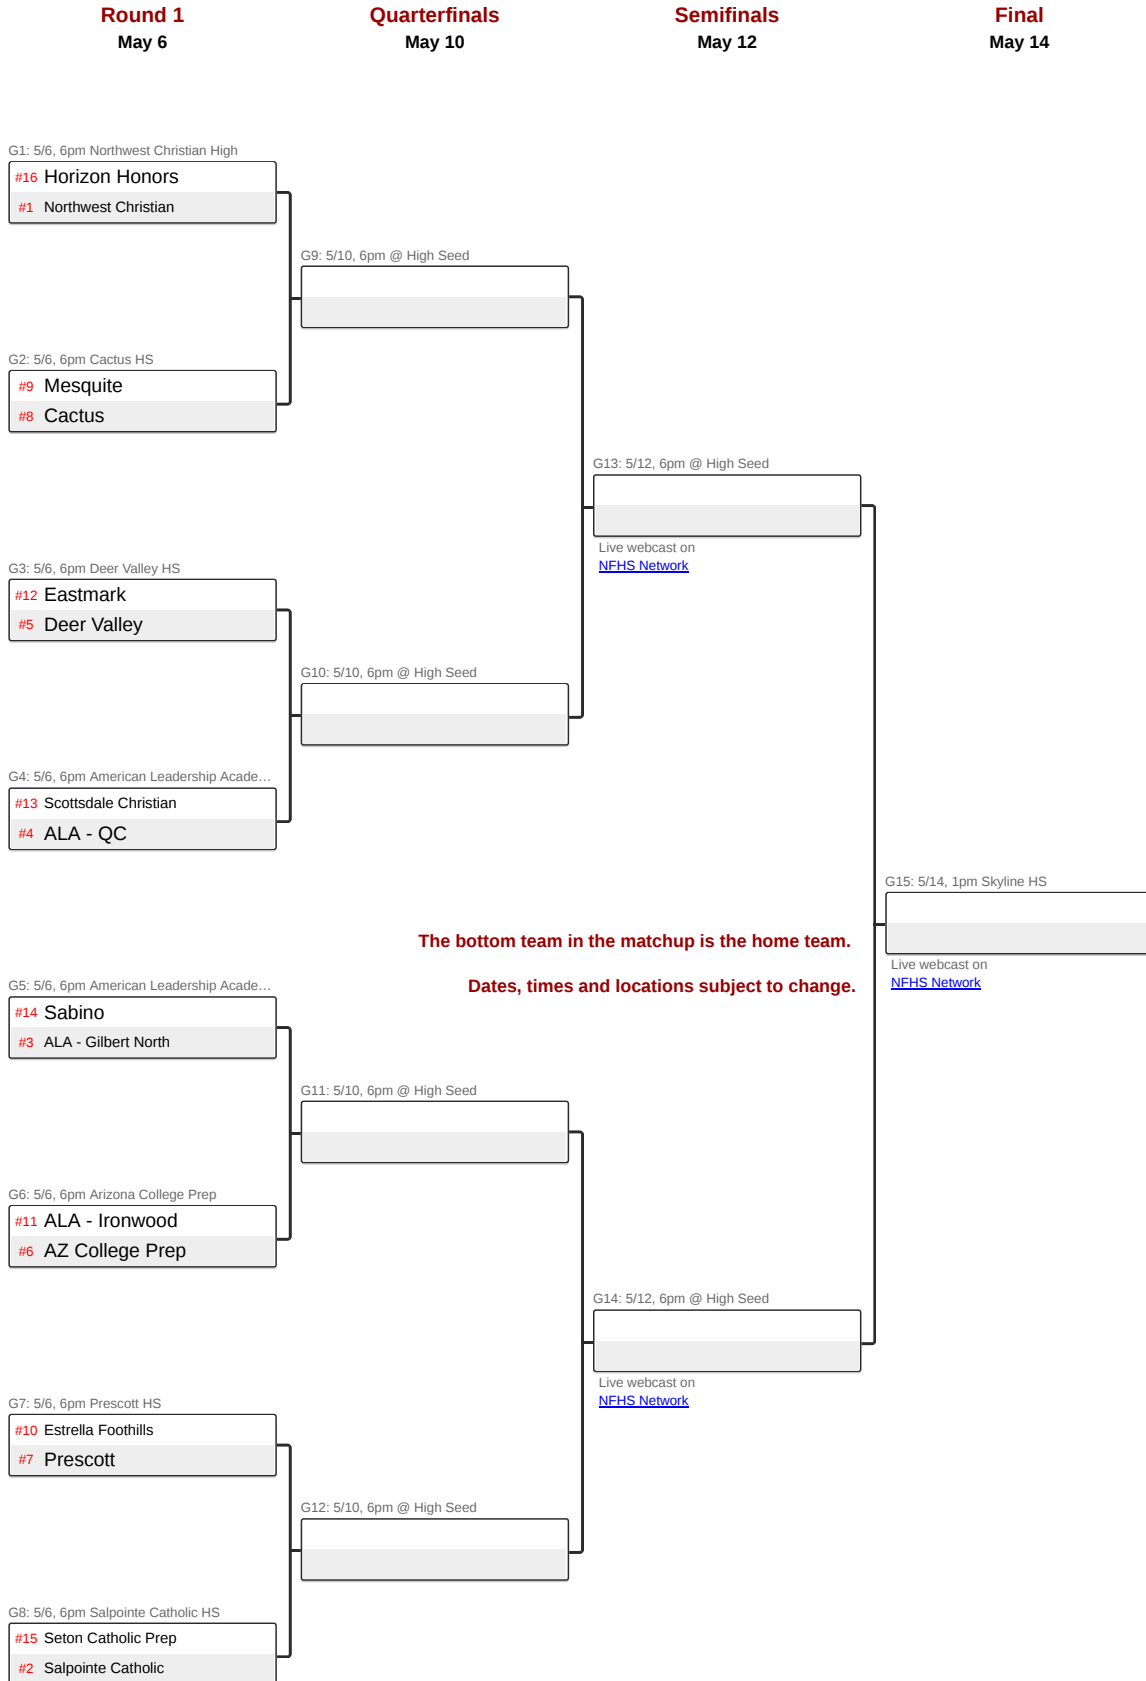 Round 1
May 6
Quarterfinals
May 10
Semifinals
May 12
Final
May 14
G1: 5/6, 6pm Northwest Christian High
#16 Horizon Honors
#1 Northwest Christian
G9: 5/10, 6pm @ High Seed
G2: 5/6, 6pm Cactus HS
#9 Mesquite
#8 Cactus
G13: 5/12, 6pm @ High Seed
Live webcast on
NFHS Network
G3: 5/6, 6pm Deer Valley HS
#12 Eastmark
#5 Deer Valley
G10: 5/10, 6pm @ High Seed
G4: 5/6, 6pm American Leadership Acade...
#13 Scottsdale Christian
#4 ALA - QC
G15: 5/14, 1pm Skyline HS
Live webcast on
NFHS Network
The bottom team in the matchup is the home team.
Dates, times and locations subject to change.
G5: 5/6, 6pm American Leadership Acade...
#14 Sabino
#3 ALA - Gilbert North
G11: 5/10, 6pm @ High Seed
G6: 5/6, 6pm Arizona College Prep
#11 ALA - Ironwood
#6 AZ College Prep
G14: 5/12, 6pm @ High Seed
Live webcast on
NFHS Network
G7: 5/6, 6pm Prescott HS
#10 Estrella Foothills
#7 Prescott
G12: 5/10, 6pm @ High Seed
G8: 5/6, 6pm Salpointe Catholic HS
#15 Seton Catholic Prep
#2 Salpointe Catholic